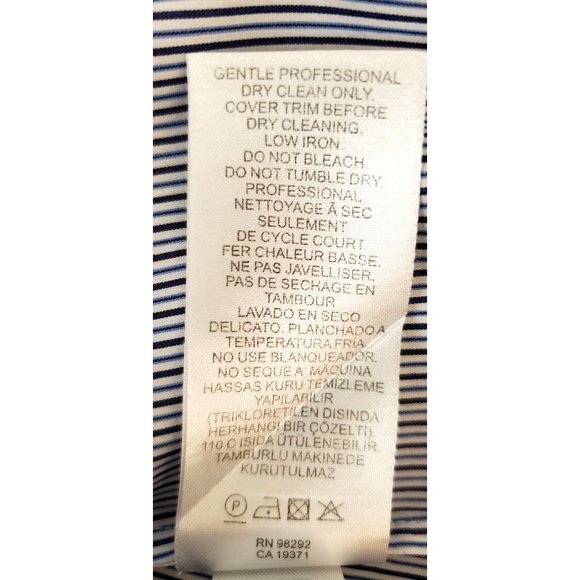 GENTLE PROFESSIONAL
DRY CLEAN ONLY.
COVER TRIM BEFORE
DRY CLEANING.
LOW IRON.
DO NOT BLEACH.
DO NOT TUMBLE DRY.
PROFESSIONAL
NETTOYAGE À SEC
SEULEMENT
DE CYCLE COURT.
FER CHALEUR BASSE.
NE PAS JAVELLISER.
PAS DE SECHAGE EN
TAMBOUR
LAVADO EN SECO
DELICATO. PLANCHADO A
TEMPERATURA FRIA.
NO USE BLANQUEADOR.
NO SEQUE A MÁQUINA
HASSAS KURU TEMIZLEME
YAPILABILIR
(TRIKLORETILEN DISINDA
HERHANGI BIR ÇÖZELTI).
110 C ISIDA ÜTÜLENEBILIR.
TAMBURLU MAKINEDE
KURUTULMAZ
P
RN 98292
CA 19371